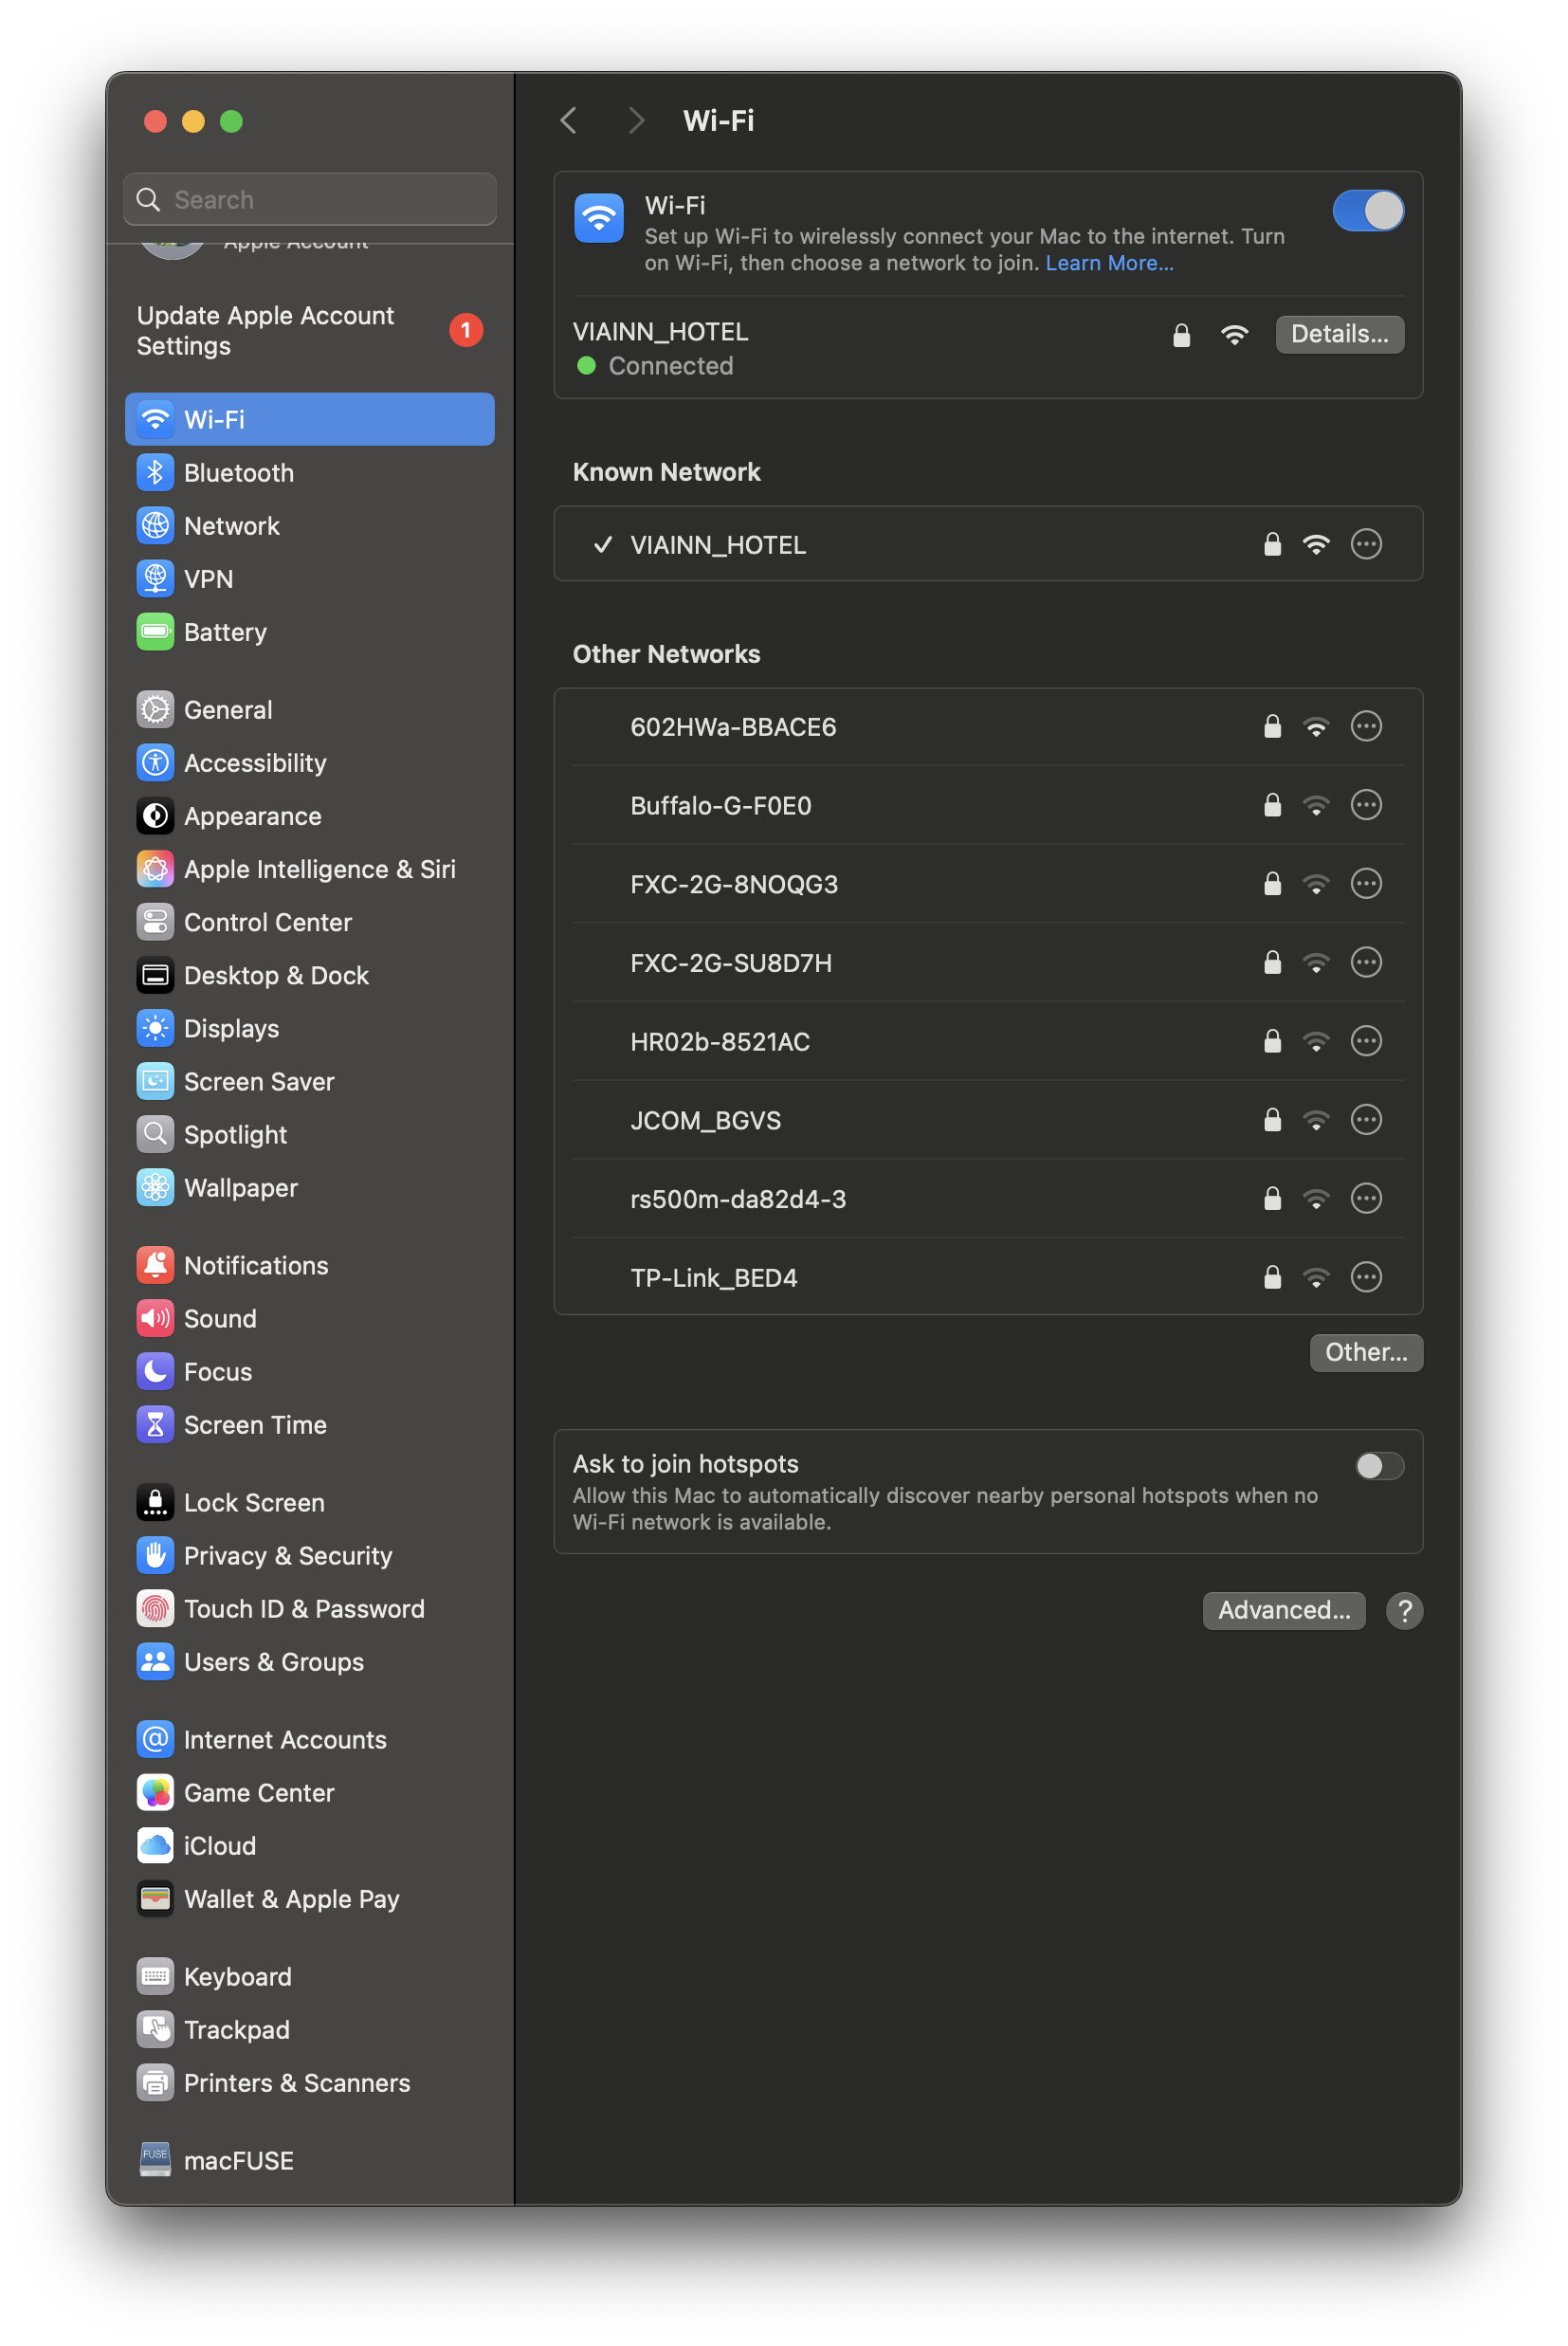 Search
Apple Account
Update Apple Account
Settings
1
Wi-Fi
Bluetooth
Network
VPN
Battery
General
Accessibility
Appearance
Apple Intelligence & Siri
Control Center
Desktop & Dock
Displays
Screen Saver
Spotlight
Wallpaper
Notifications
Sound
Focus
Screen Time
Lock Screen
Privacy & Security
Touch ID & Password
Users & Groups
Internet Accounts
Game Center
iCloud
Wallet & Apple Pay
Keyboard
Trackpad
Printers & Scanners
FUSE
macFUSE
Wi-Fi
Wi-Fi
Set up Wi-Fi to wirelessly connect your Mac to the internet. Turn
on Wi-Fi, then choose a network to join. Learn More...
VIAINN_HOTEL
Details...
Connected
Known Network
VIAINN_HOTEL
Other Networks
602HWa-BBACE6
Buffalo-G-F0E0
FXC-2G-8NOQG3
FXC-2G-SU8D7H
HR02b-8521AC
JCOM_BGVS
rs500m-da82d4-3
TP-Link_BED4
Other...
Ask to join hotspots
Allow this Mac to automatically discover nearby personal hotspots when no
Wi-Fi network is available.
Advanced...
?